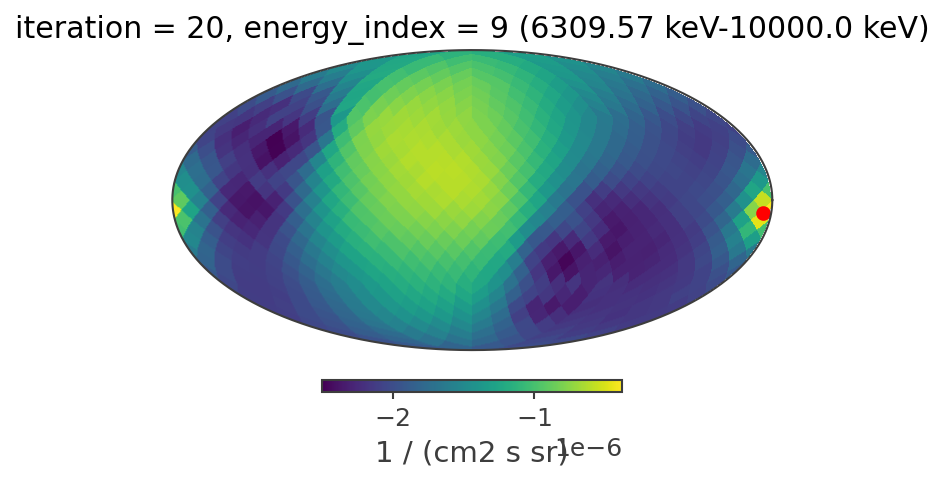 iteration = 20, energy_index = 9 (6309.57 keV-10000.0 keV)
−2 −1
1e−6
1 / (cm2 s sr)